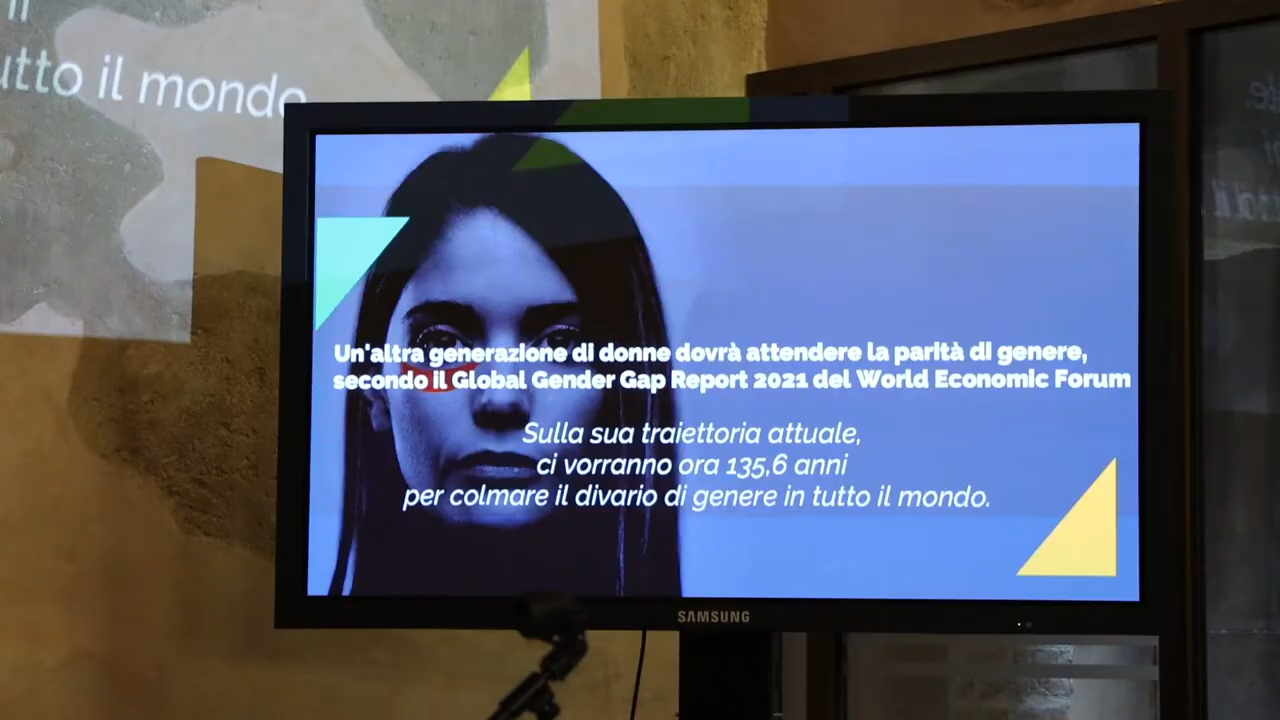 utto il mondo
Un'altra generazione di donne dovrà attendere la parità di genere,
secondo il Global Gender Gap Report 2021 del World Economic Forum
Sulla sua traiettoria attuale,
ci vorranno ora 135,6 anni
per colmare il divario di genere in tutto il mondo.
SAMSUNG